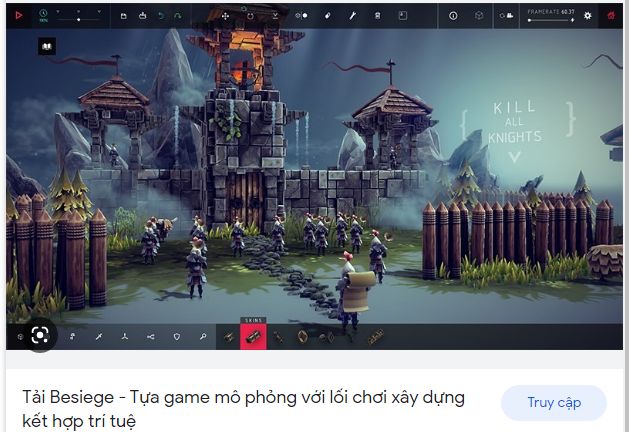 FRAMERATE 60.37
KILL
ALL
KNIGHTS
SKINS
Tải Besiege - Tựa game mô phỏng với lối chơi xây dựng
kết hợp trí tuệ
Truy cập